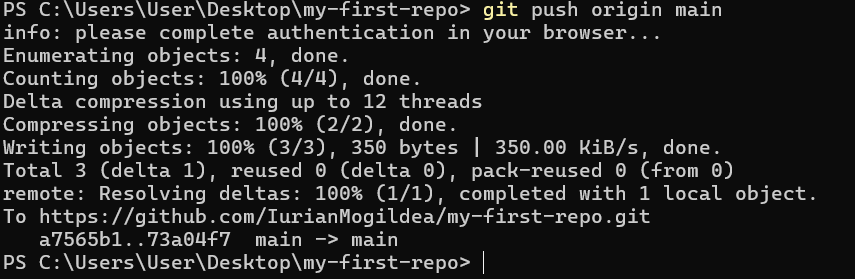 PS C:\Users\User\Desktop\my-first-repo> git push origin main
info: please complete authentication in your browser...
Enumerating objects: 4, done.
Counting objects: 100% (4/4), done.
Delta compression using up to 12 threads
Compressing objects: 100% (2/2), done.
Writing objects: 100% (3/3), 350 bytes | 350.00 KiB/s, done.
Total 3 (delta 1), reused 0 (delta 0), pack-reused 0 (from 0)
remote: Resolving deltas: 100% (1/1), completed with 1 local object.
To https://github.com/IurianMogildea/my-first-repo.git
   a7565b1..73a04f7  main -> main
PS C:\Users\User\Desktop\my-first-repo>